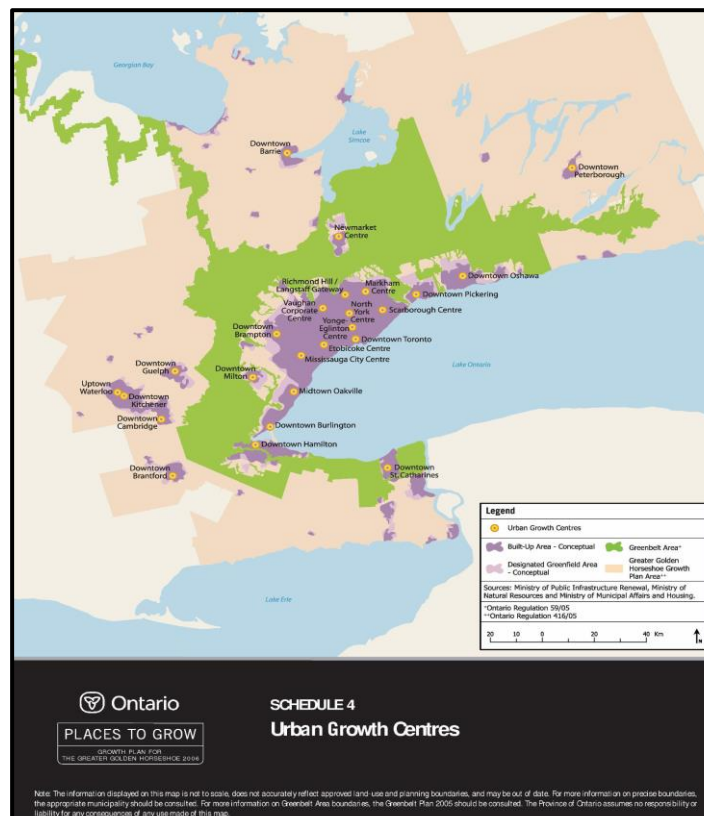 Georgian Bay
Lake
Simcoe
Downtown
Barrie
Downtown
Peterborough
Newmarket
Centre
Richmond Hill /
Langstaff Gateway
Markham
Centre
Downtown Oshawa
Downtown Pickering
Vaughan
Corporate
Centre
North
York
Centre
Scarborough Centre
Yonge-
Eglinton
Centre
Downtown
Brampton
Downtown Toronto
Etobicoke Centre
Mississauga City Centre
Lake Ontario
Downtown
Guelph
Downtown
Milton
Uptown
Waterloo
Downtown
Kitchener
Midtown Oakville
Downtown
Cambridge
Downtown Burlington
Downtown Hamilton
Downtown
Brantford
Downtown
St. Catharines
Lake Erie
Legend
Urban Growth Centres
Built-Up Area - Conceptual
Greenbelt Area*
Designated Greenfield Area
- Conceptual
Greater Golden
Horseshoe Growth
Plan Area**
Sources: Ministry of Public Infrastructure Renewal, Ministry of
Natural Resources and Ministry of Municipal Affairs and Housing.
*Ontario Regulation 59/05
**Ontario Regulation 416/05
20 10 0 20 40 Km
N
Ontario
PLACES TO GROW
GROWTH PLAN FOR
THE GREATER GOLDEN HORSESHOE 2006
SCHEDULE 4
Urban Growth Centres
Note: The information displayed on this map is not to scale, does not accurately reflect approved land-use and planning boundaries, and may be out of date. For more information on precise boundaries,
the appropriate municipality should be consulted. For more information on Greenbelt Area boundaries, the Greenbelt Plan 2005 should be consulted. The Province of Ontario assumes no responsibility or
liability for any consequences of any use made of this map.